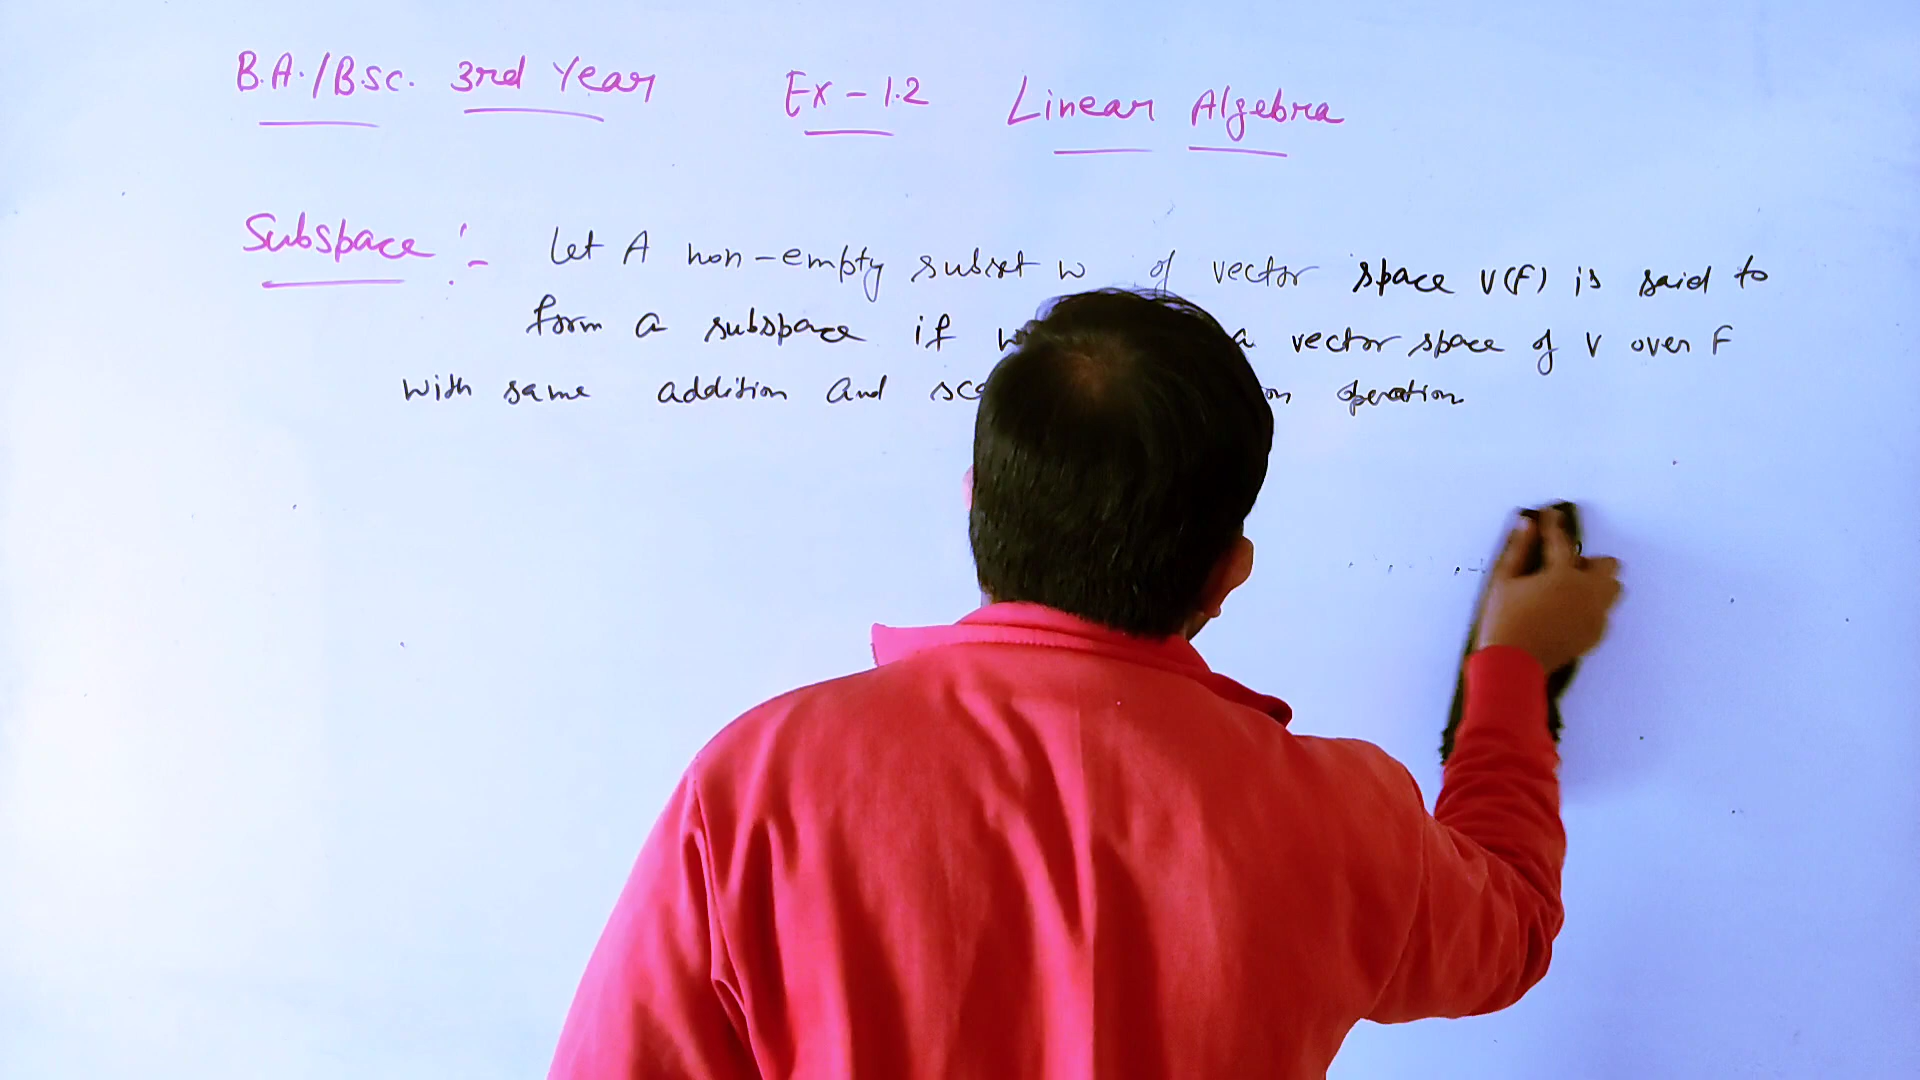 B.A./B.sc. 3rd Year Ex - 1.2 Linear Algebra
Subspace :- Let A non-empty subset w of vector space V(F) is said to
form a subspace if a vector space of V over F
with same addition and operation